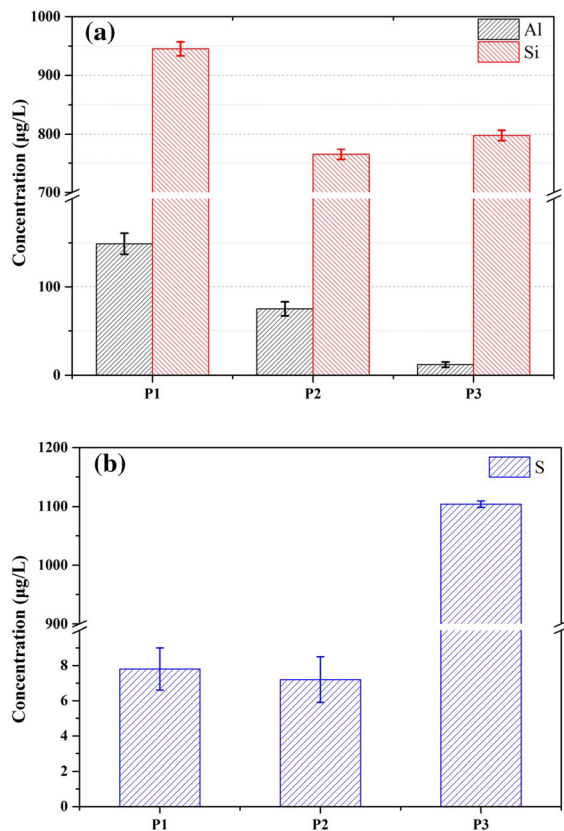 (a)
Al
Si
Concentration (µg/L)
1000
900
800
700
100
0
P1 P2 P3
(b)
S
Concentration (µg/L)
1200
1100
1000
900
8
6
4
2
0
P1 P2 P3